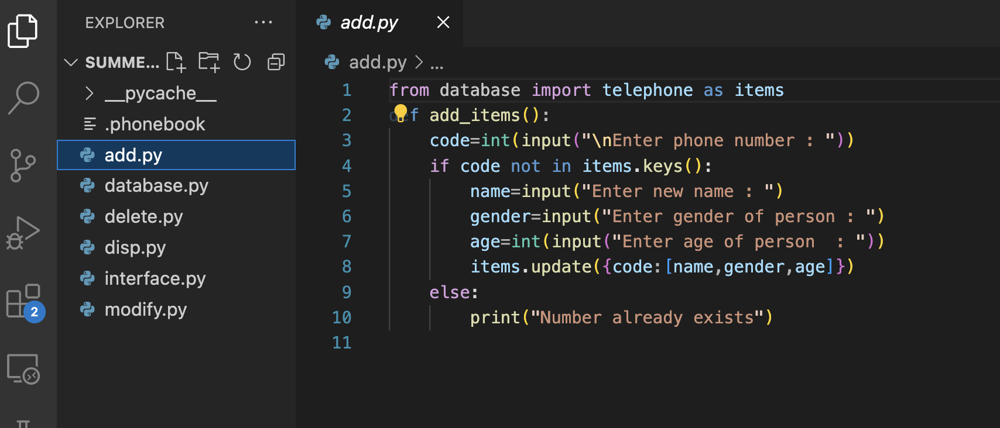 EXPLORER
SUMME...
__pycache__
.phonebook
add.py
database.py
delete.py
disp.py
interface.py
modify.py
2
add.py
add.py > ...
1 from database import telephone as items
2 def add_items():
3     code=int(input("\nEnter phone number : "))
4     if code not in items.keys():
5         name=input("Enter new name : ")
6         gender=input("Enter gender of person : ")
7         age=int(input("Enter age of person  : "))
8         items.update({code:[name,gender,age]})
9     else:
10         print("Number already exists")
11